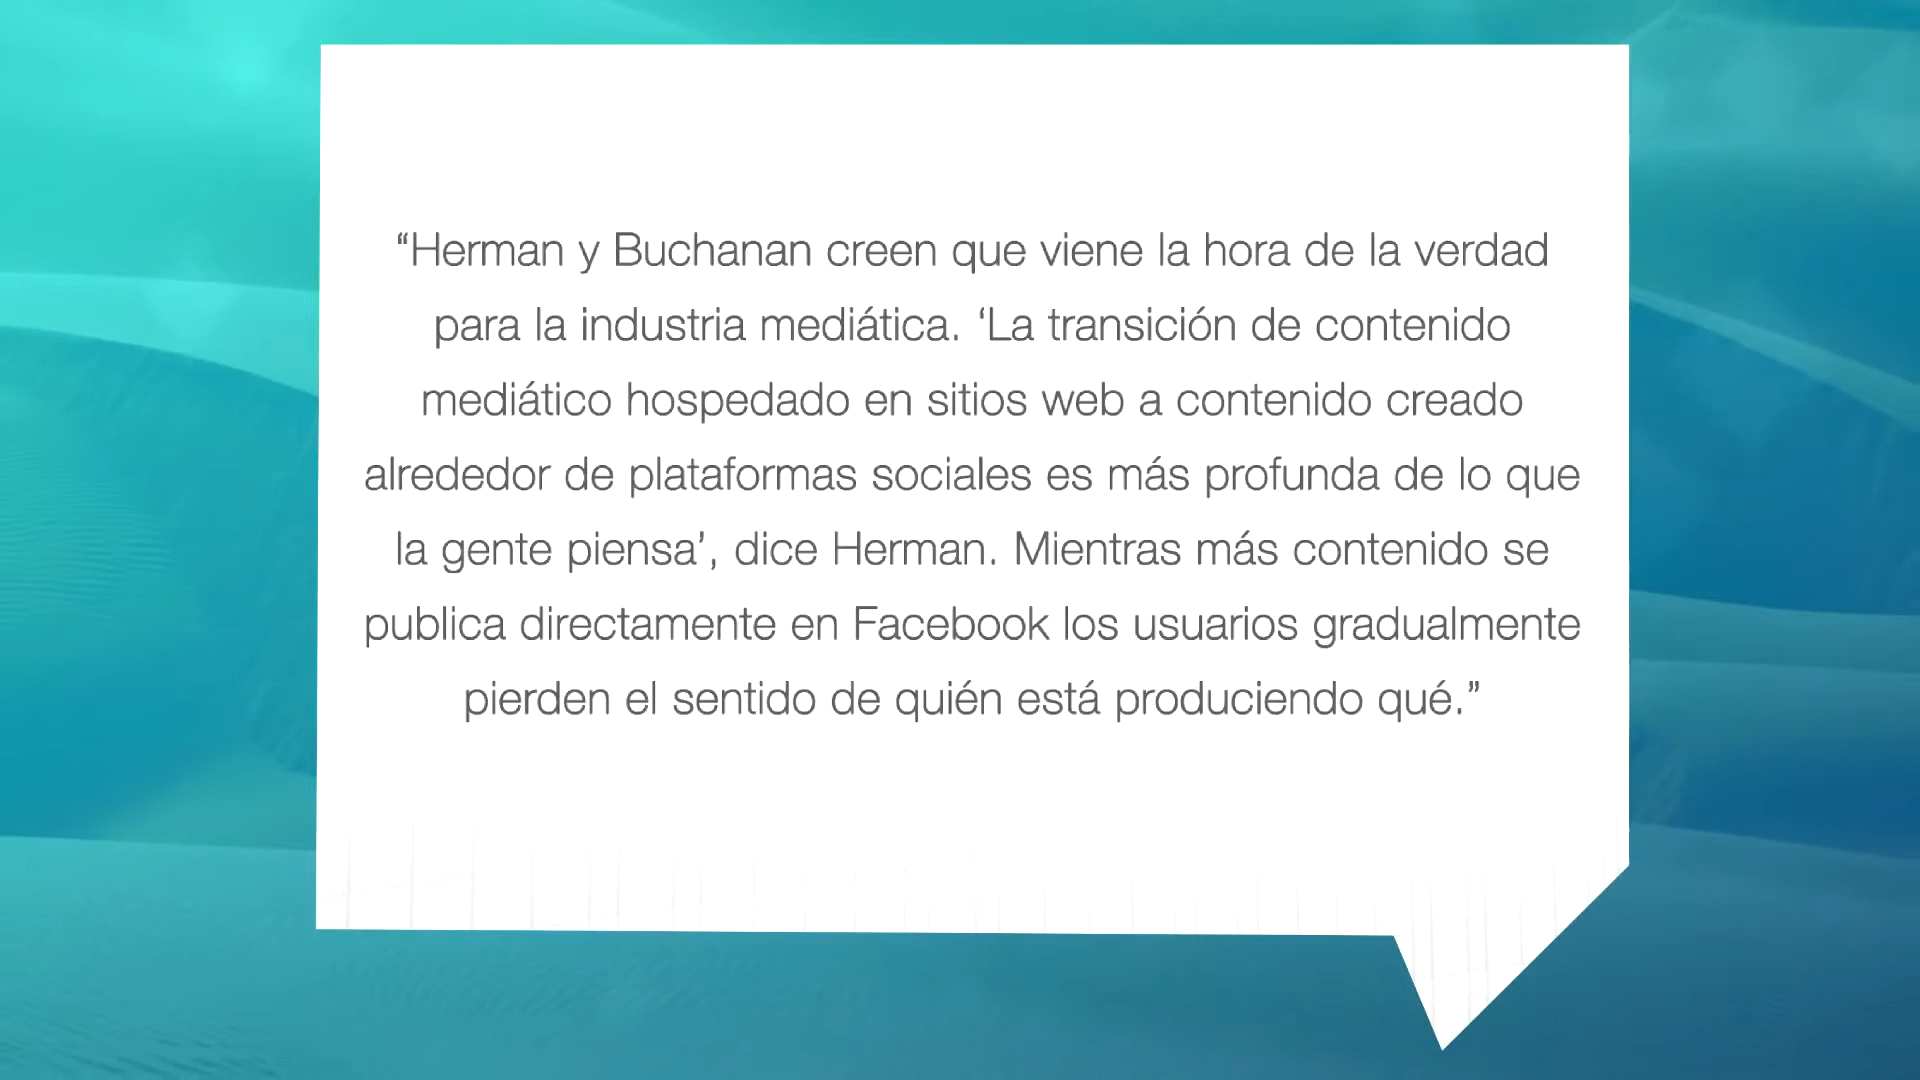 “Herman y Buchanan creen que viene la hora de la verdad
para la industria mediática. ‘La transición de contenido
mediático hospedado en sitios web a contenido creado
alrededor de plataformas sociales es más profunda de lo que
la gente piensa’, dice Herman. Mientras más contenido se
publica directamente en Facebook los usuarios gradualmente
pierden el sentido de quién está produciendo qué.”